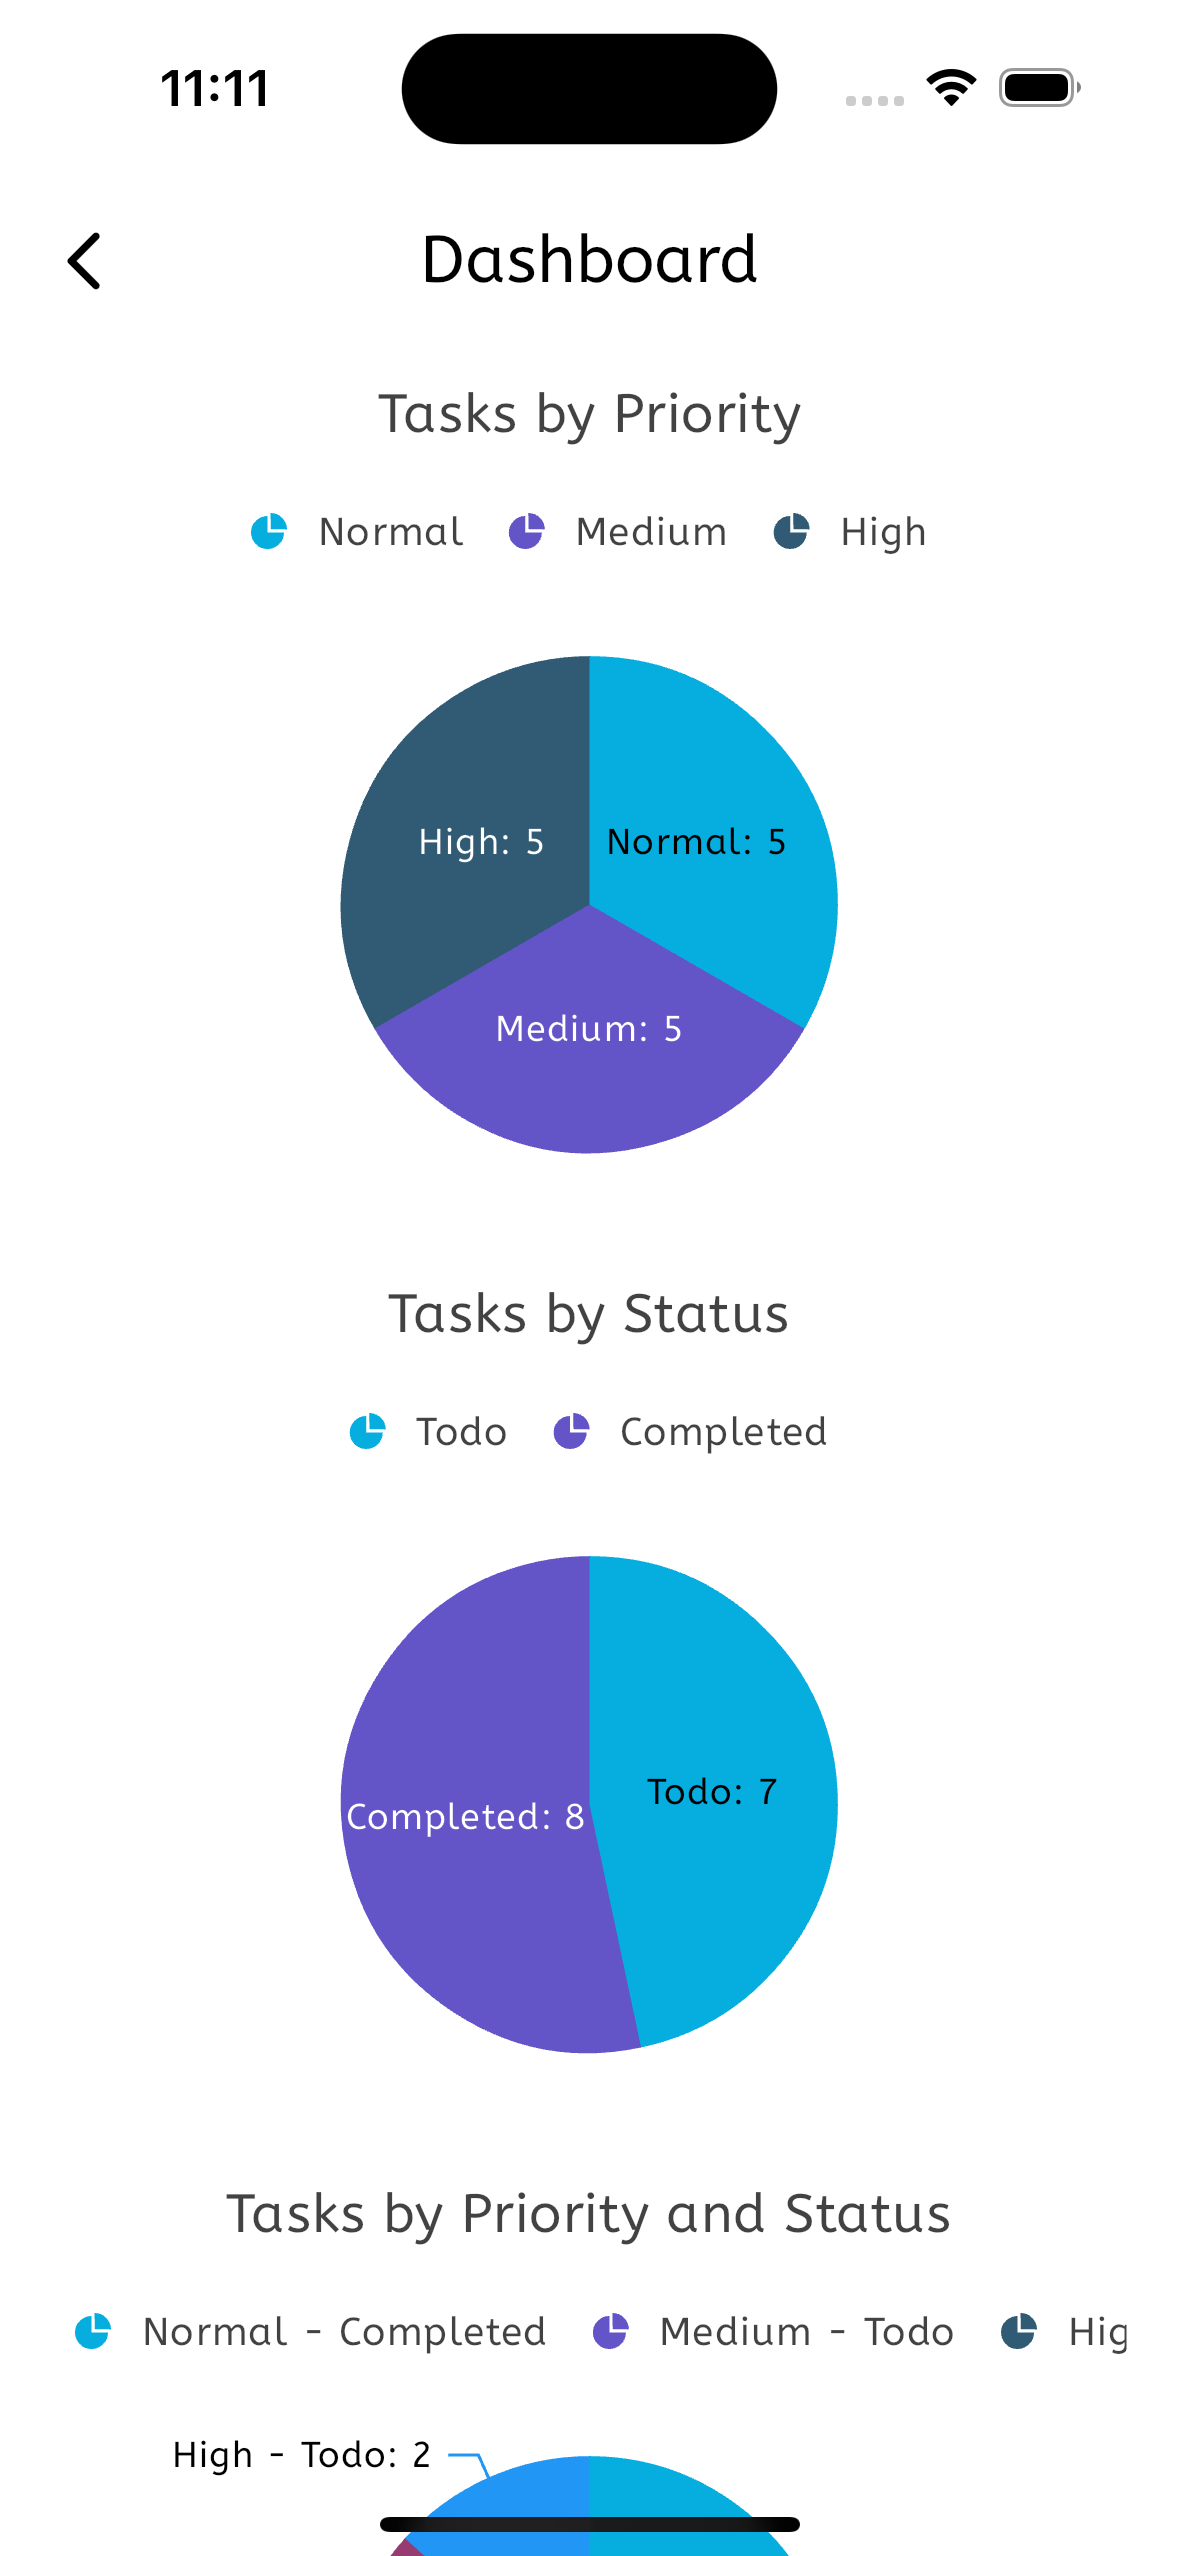 11:11
Dashboard
Tasks by Priority
Normal Medium High
High: 5 Normal: 5
Medium: 5
Tasks by Status
Todo Completed
Todo: 7
Completed: 8
Tasks by Priority and Status
Normal - Completed Medium - Todo Hig
High - Todo: 2